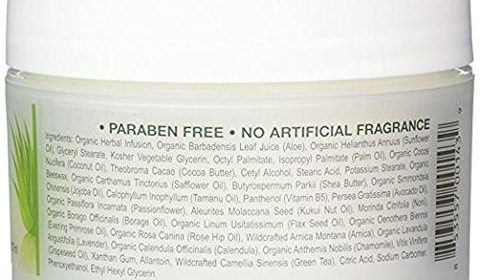 • PARABEN FREE • NO ARTIFICIAL FRAGRANCE
Ingredients: Organic Herbal Infusion, Organic Barbadensis Leaf Juice (Aloe), Organic Helianthus Annus (Sunflower
Oil), Glyceryl Stearate, Kosher Vegetable Glycerin, Octyl Palmitate, Isopropyl Palmitate (Palm Oil), Organic Cocos
Nucifera (Coconut Oil), Theobroma Cacao (Cocoa Butter), Cetyl Alcohol, Stearic Acid, Potassium Stearate,
Beeswax, Organic Carthamus Tinctorius (Safflower Oil), Butyrospermum Parkii (Shea Butter), Organic Simmondsia
Chinensis (Jojoba Oil), Calophyllum Inophyllum (Tamanu Oil), Panthenol (Vitamin B5), Persea Gratissima (Avocado Oil),
Organic Passiflora Incarnata (Passionflower), Aleurites Moluccana Seed (Kukui Nut Oil),
Organic Borago Officinalis (Borage Oil), Organic Linum Usitatissimum (Flax Seed Oil), Organic Oenothera Biennis
(Evening Primrose Oil), Organic Rosa Canina (Rose Hip Oil), Wildcrafted Arnica Montana (Arnica), Organic Lavandula
Angustifolia (Lavender), Organic Calendula Officinalis (Calendula), Organic Anthemis Nobilis (Chamomile), Vitis Vinifera
(Grapeseed Oil), Xanthan Gum, Allantoin, Wildcrafted Camellia Sinensis (Green Tea), Citric Acid, Sodium Carbomer,
Phenoxyethanol, Ethyl Hexyl Glycerin.